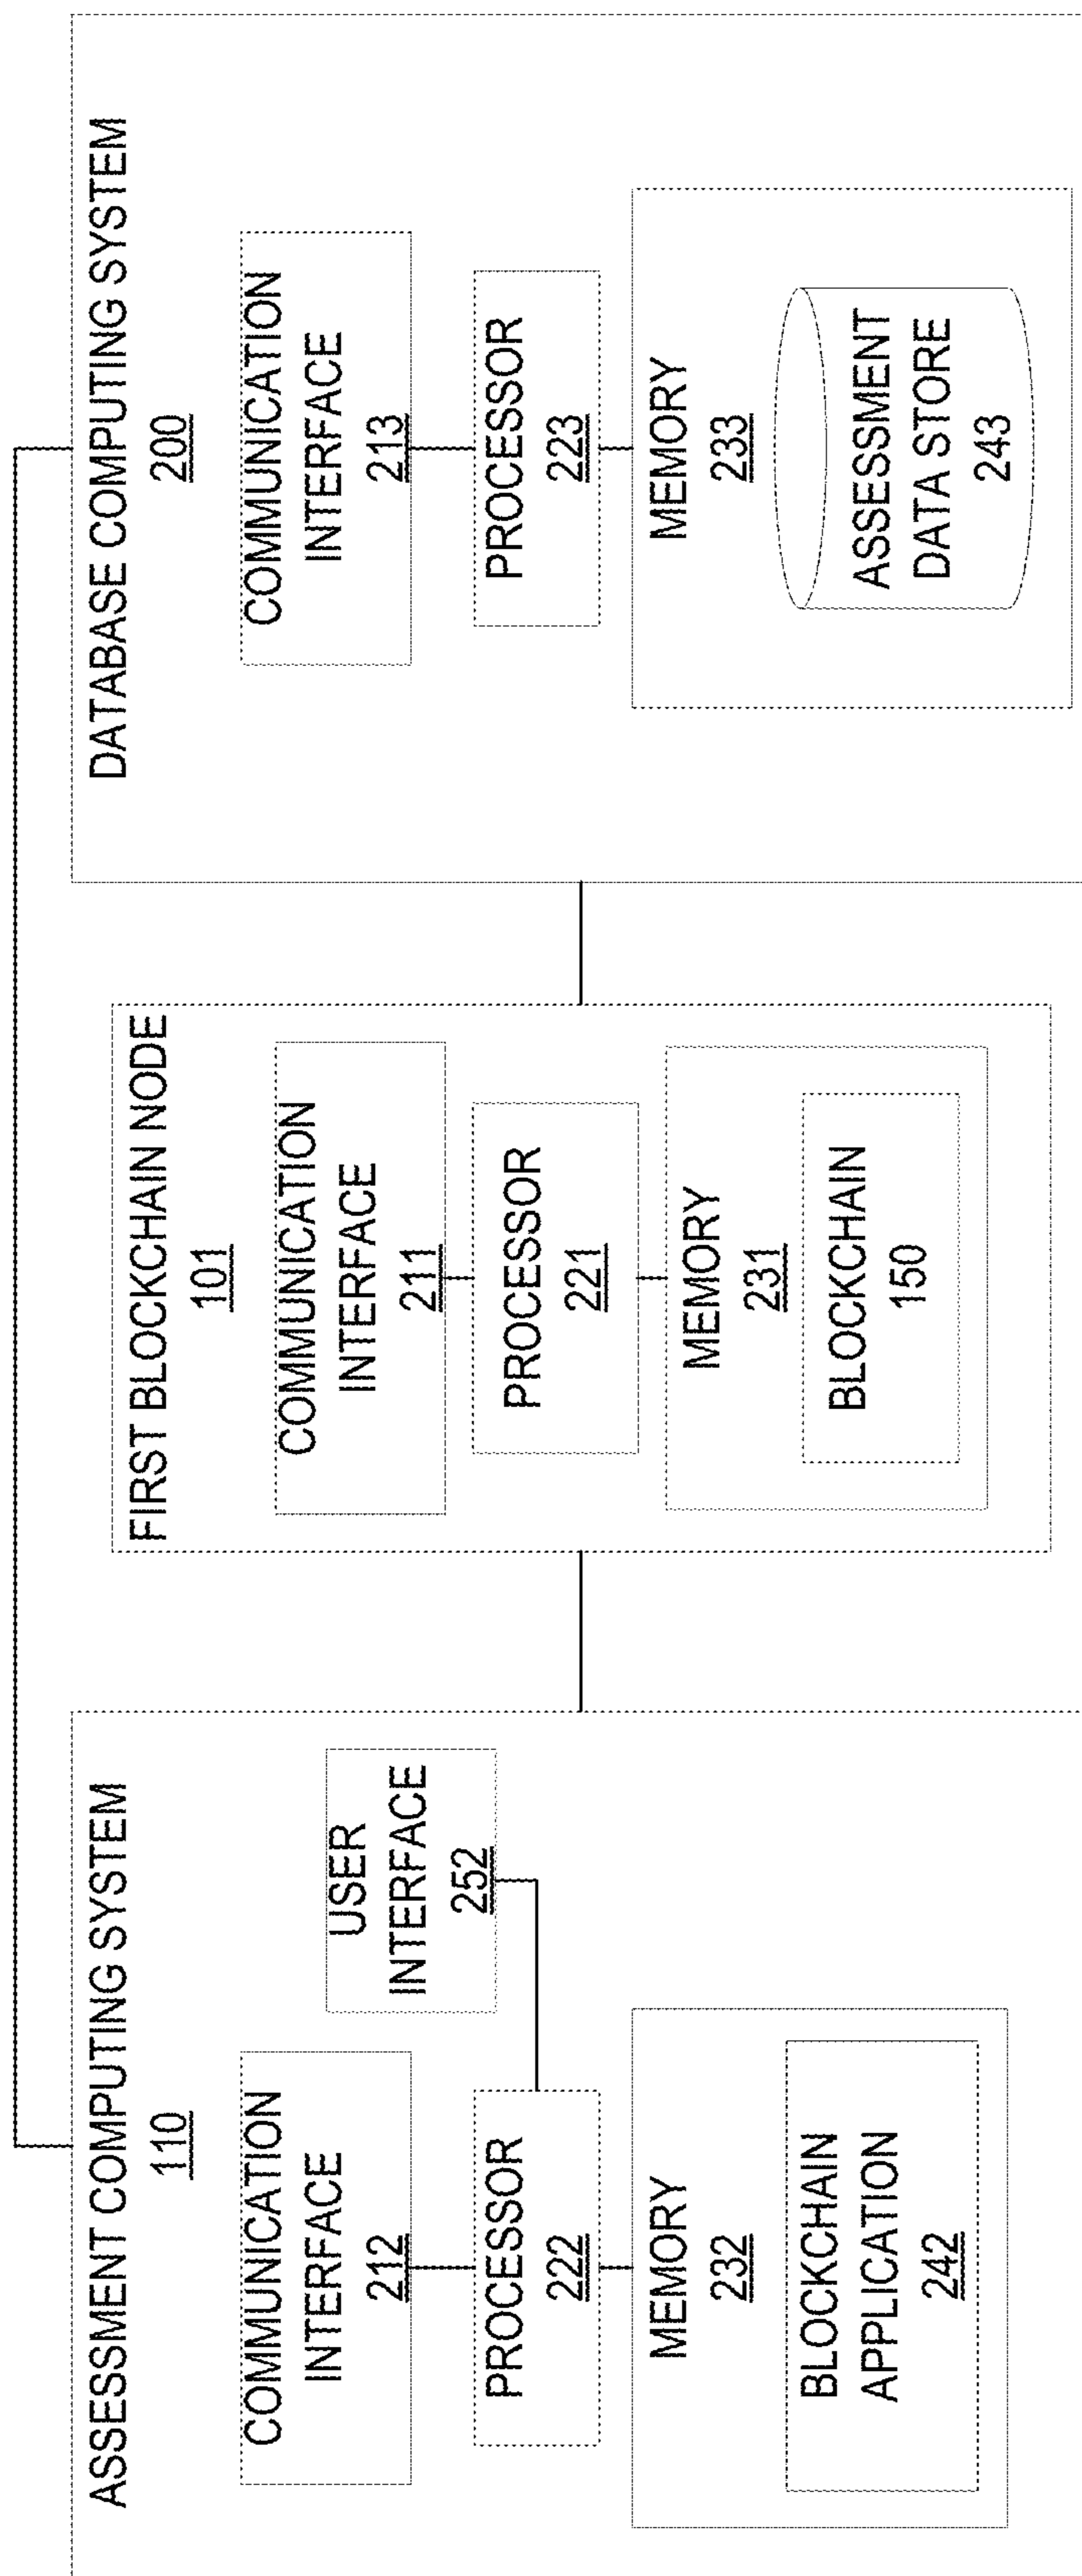 ASSESSMENT COMPUTING SYSTEM
110
COMMUNICATION
INTERFACE
212
USER
INTERFACE
252
PROCESSOR
222
MEMORY
232
BLOCKCHAIN
APPLICATION
242
FIRST BLOCKCHAIN NODE
101
COMMUNICATION
INTERFACE
211
PROCESSOR
221
MEMORY
231
BLOCKCHAIN
150
DATABASE COMPUTING SYSTEM
200
COMMUNICATION
INTERFACE
213
PROCESSOR
223
MEMORY
233
ASSESSMENT
DATA STORE
243